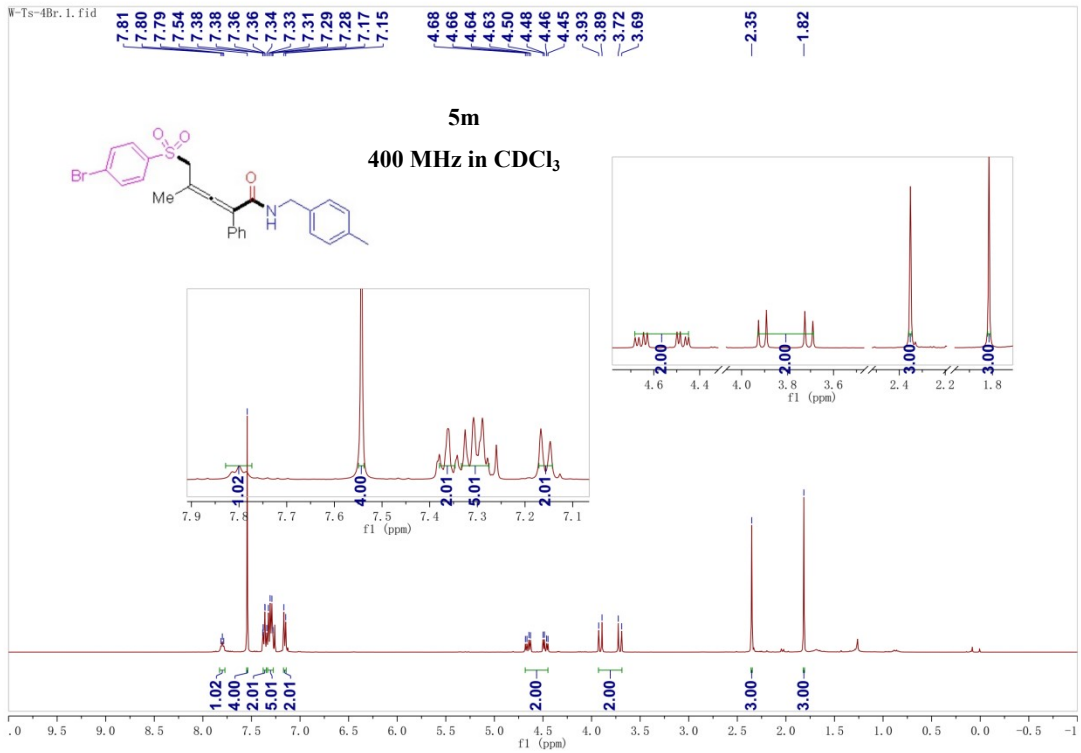 W-Ts-4Br.1.fid
7.81 7.80 7.79 7.54 7.38 7.38 7.36 7.36 7.34 7.33 7.31 7.29 7.28 7.17 7.15 4.68 4.66 4.64 4.63 4.50 4.48 4.46 4.45 3.93 3.89 3.72 3.69 2.35 1.82
5m
400 MHz in CDCl₃
O O
S
Br
Me
O
N
H
Ph
2.00 2.00 3.00 3.00
4.6 4.4 4.0 3.8 3.6 2.4 2.2 1.8
f1 (ppm)
1.02 4.00 2.01 5.01 2.01
7.9 7.8 7.7 7.6 7.5 7.4 7.3 7.2 7.1
f1 (ppm)
1.02 4.00 2.01 5.01 2.01 2.00 2.00 3.00 3.00
.0 9.5 9.0 8.5 8.0 7.5 7.0 6.5 6.0 5.5 5.0 4.5 4.0 3.5 3.0 2.5 2.0 1.5 1.0 0.5 0.0 -0.5 -1
f1 (ppm)